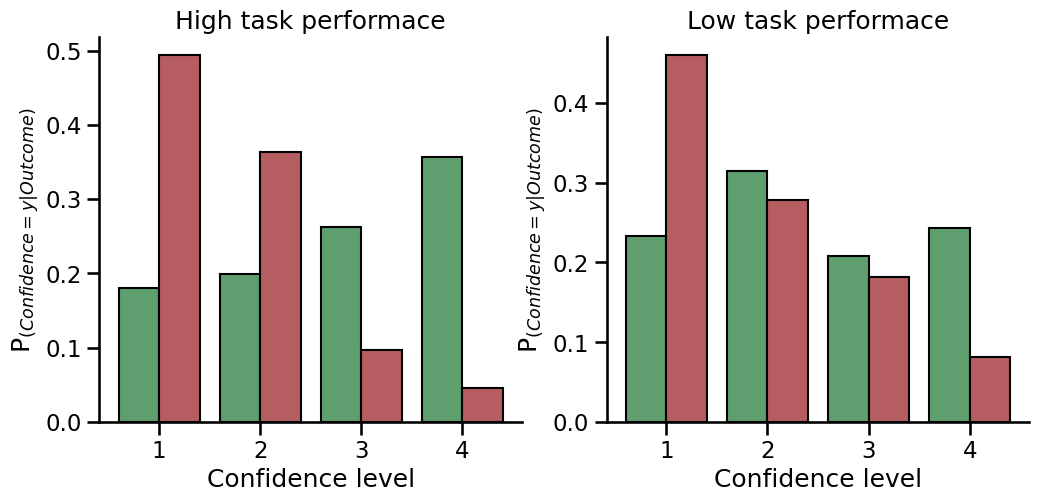 High task performace
P(Confidence = y|Outcome)
0.5
0.4
0.3
0.2
0.1
0.0
1 2 3 4
Confidence level
Low task performace
P(Confidence = y|Outcome)
0.4
0.3
0.2
0.1
0.0
1 2 3 4
Confidence level